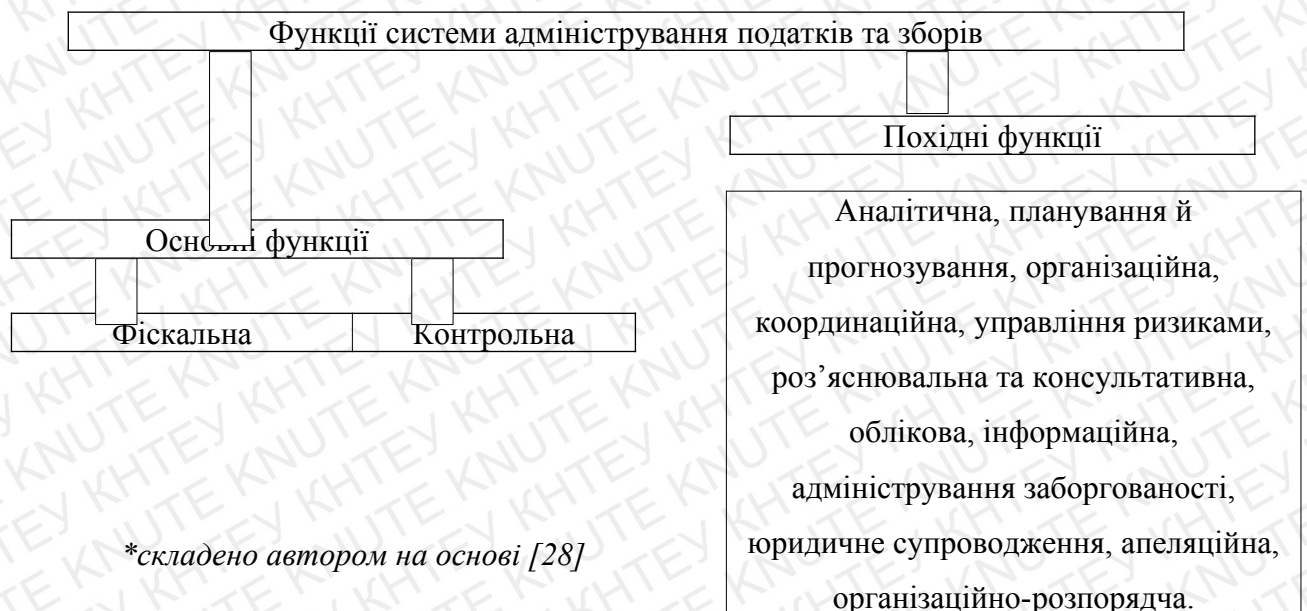 Функції системи адміністрування податків та зборів
Похідні функції
Основні функції
Фіскальна
Контрольна
Аналітична, планування й
прогнозування, організаційна,
координаційна, управління ризиками,
роз’яснювальна та консультативна,
облікова, інформаційна,
адміністрування заборгованості,
юридичне супроводження, апеляційна,
організаційно-розпорядча.
*складено автором на основі [28]